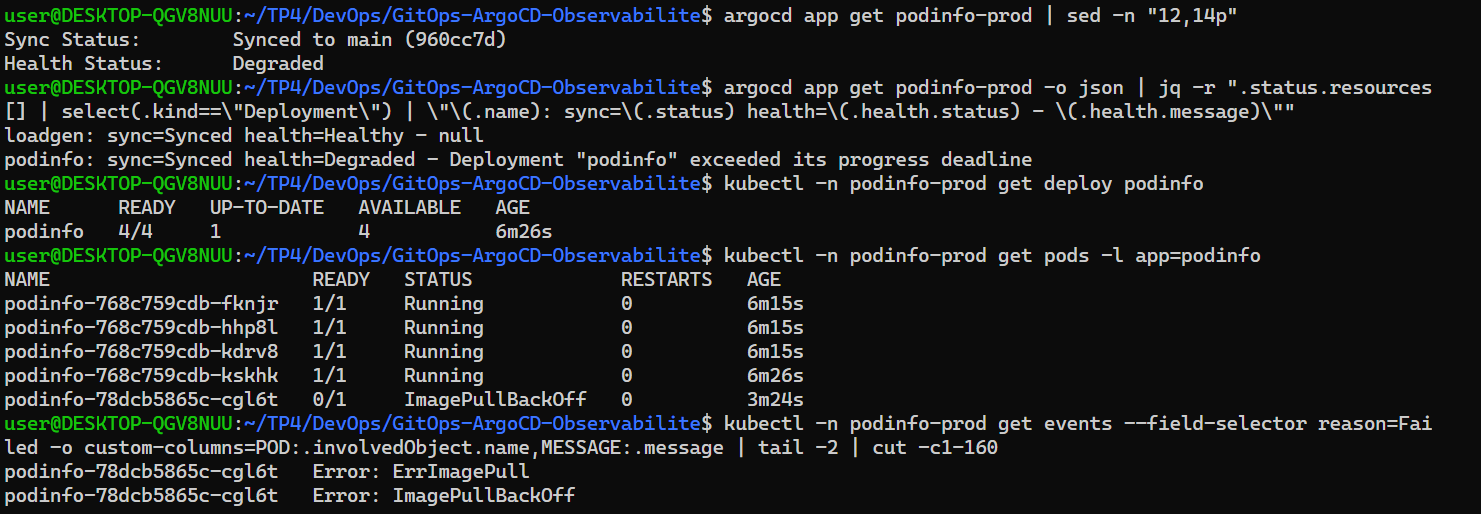 user@DESKTOP-QGV8NUU:~/TP4/DevOps/GitOps-ArgoCD-Observabilite$ argocd app get podinfo-prod | sed -n "12,14p"
Sync Status:        Synced to main (960cc7d)
Health Status:      Degraded
user@DESKTOP-QGV8NUU:~/TP4/DevOps/GitOps-ArgoCD-Observabilite$ argocd app get podinfo-prod -o json | jq -r ".status.resources
[] | select(.kind==\"Deployment\") | \"\(.name): sync=\(.status) health=\(.health.status) - \(.health.message)\""
loadgen: sync=Synced health=Healthy - null
podinfo: sync=Synced health=Degraded - Deployment "podinfo" exceeded its progress deadline
user@DESKTOP-QGV8NUU:~/TP4/DevOps/GitOps-ArgoCD-Observabilite$ kubectl -n podinfo-prod get deploy podinfo
NAME      READY   UP-TO-DATE   AVAILABLE   AGE
podinfo   4/4     1            4           6m26s
user@DESKTOP-QGV8NUU:~/TP4/DevOps/GitOps-ArgoCD-Observabilite$ kubectl -n podinfo-prod get pods -l app=podinfo
NAME                       READY   STATUS             RESTARTS   AGE
podinfo-768c759cdb-fknjr   1/1     Running            0          6m15s
podinfo-768c759cdb-hhp8l   1/1     Running            0          6m15s
podinfo-768c759cdb-kdrv8   1/1     Running            0          6m15s
podinfo-768c759cdb-kskhk   1/1     Running            0          6m26s
podinfo-78dcb5865c-cgl6t   0/1     ImagePullBackOff   0          3m24s
user@DESKTOP-QGV8NUU:~/TP4/DevOps/GitOps-ArgoCD-Observabilite$ kubectl -n podinfo-prod get events --field-selector reason=Fai
led -o custom-columns=POD:.involvedObject.name,MESSAGE:.message | tail -2 | cut -c1-160
podinfo-78dcb5865c-cgl6t   Error: ErrImagePull
podinfo-78dcb5865c-cgl6t   Error: ImagePullBackOff